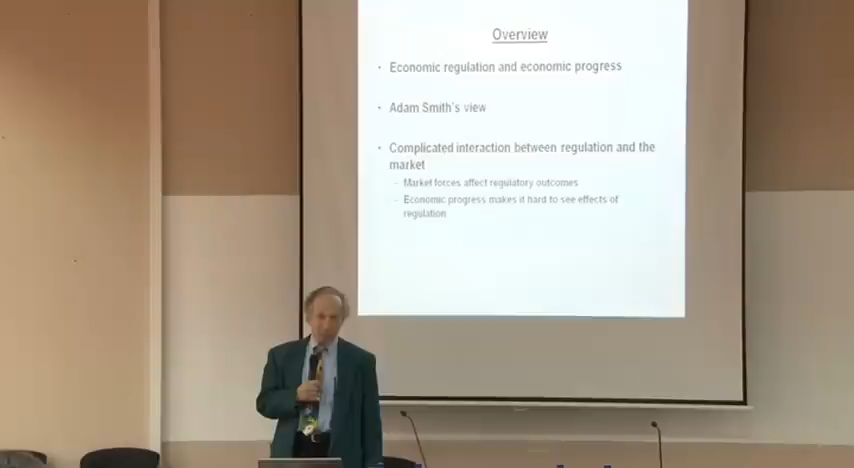 Overview
• Economic regulation and economic progress
• Adam Smith's view
• Complicated interaction between regulation and the
market
– Market forces affect regulatory outcomes
– Economic progress makes it hard to see effects of
regulation